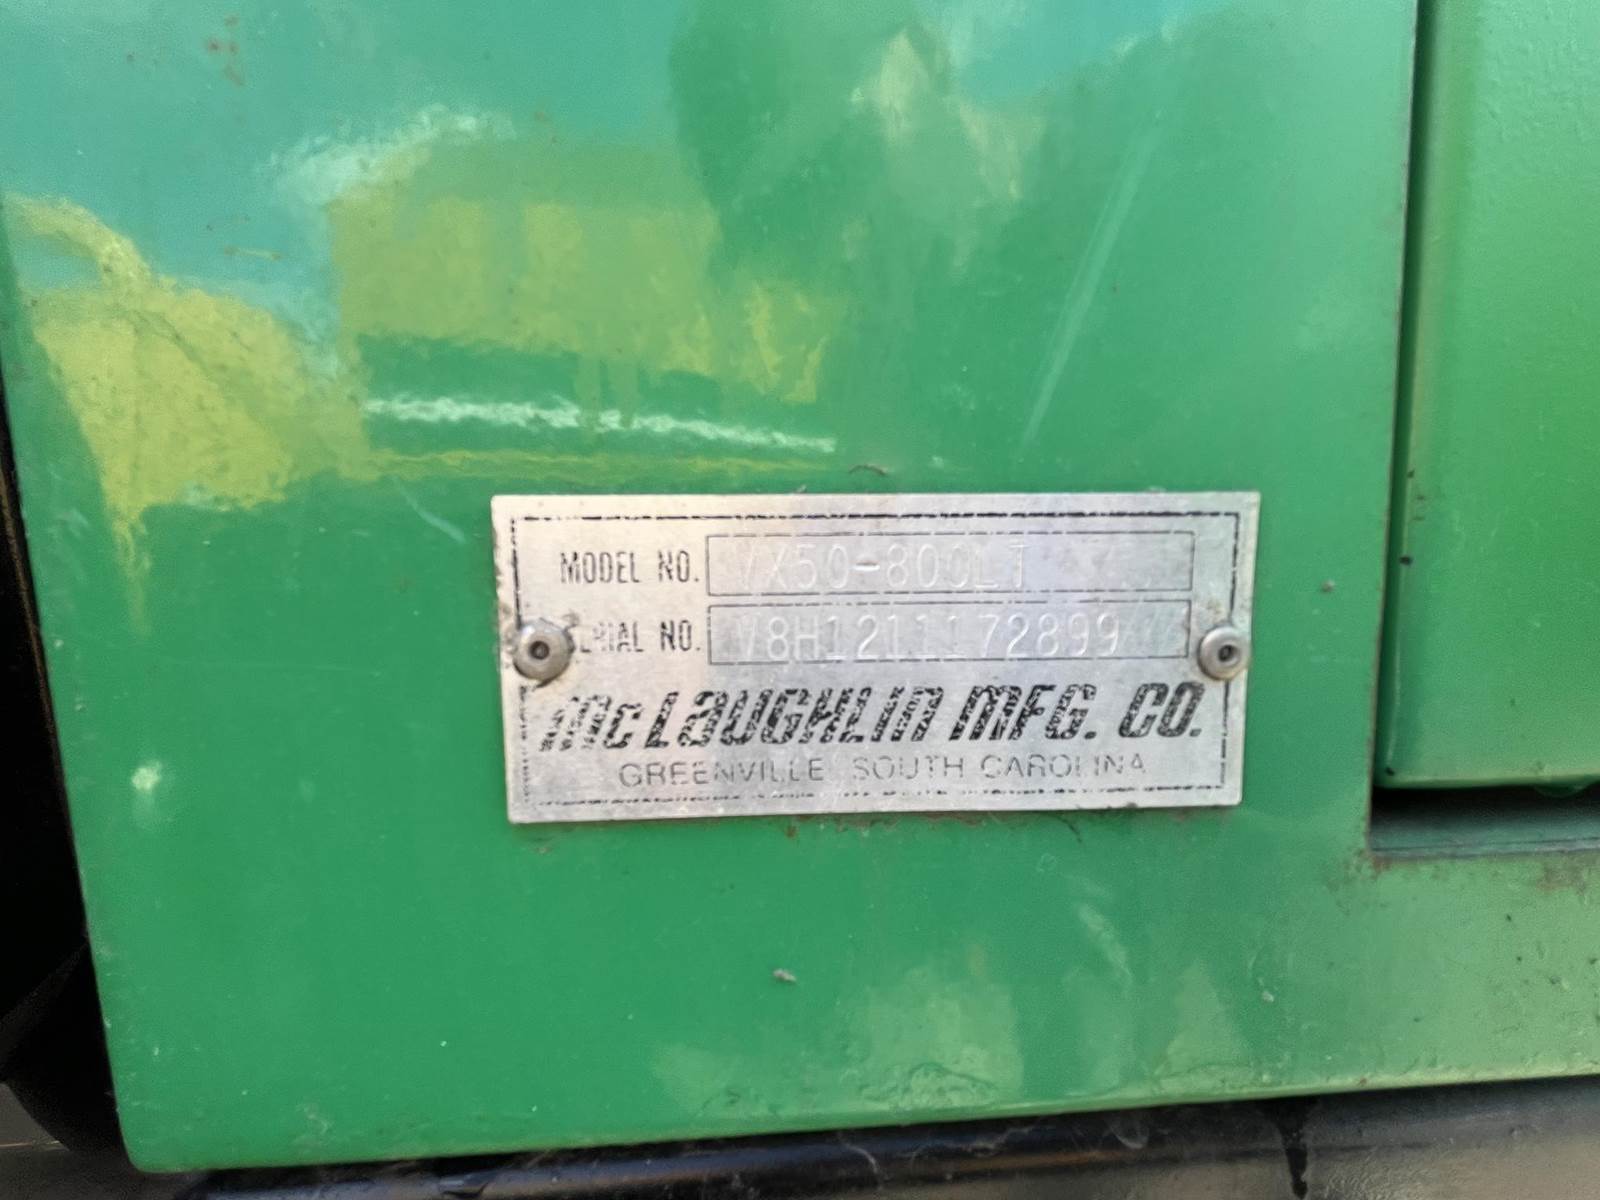 MODEL NO. VX50-800LT
SERIAL NO. V8H1211172899
McLAUGHLIN MFG. CO.
GREENVILLE SOUTH CAROLINA